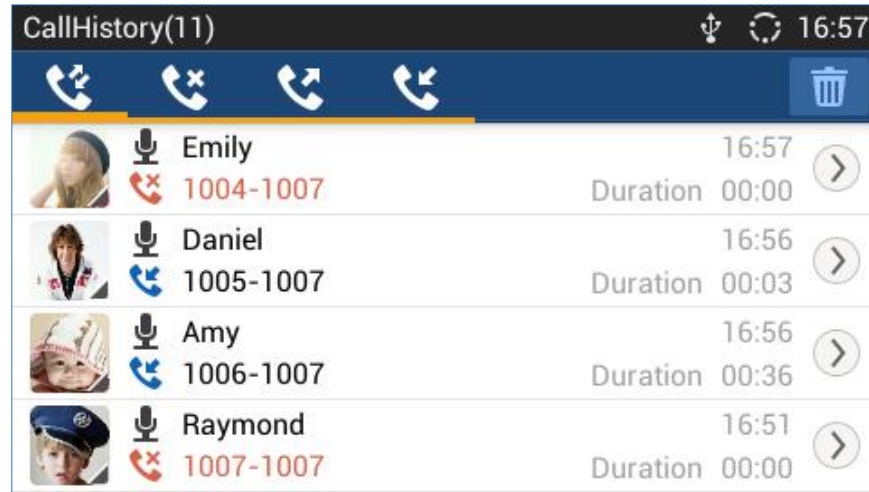 CallHistory(11) 16:57
Emily 16:57
1004-1007 Duration 00:00
Daniel 16:56
1005-1007 Duration 00:03
Amy 16:56
1006-1007 Duration 00:36
Raymond 16:51
1007-1007 Duration 00:00